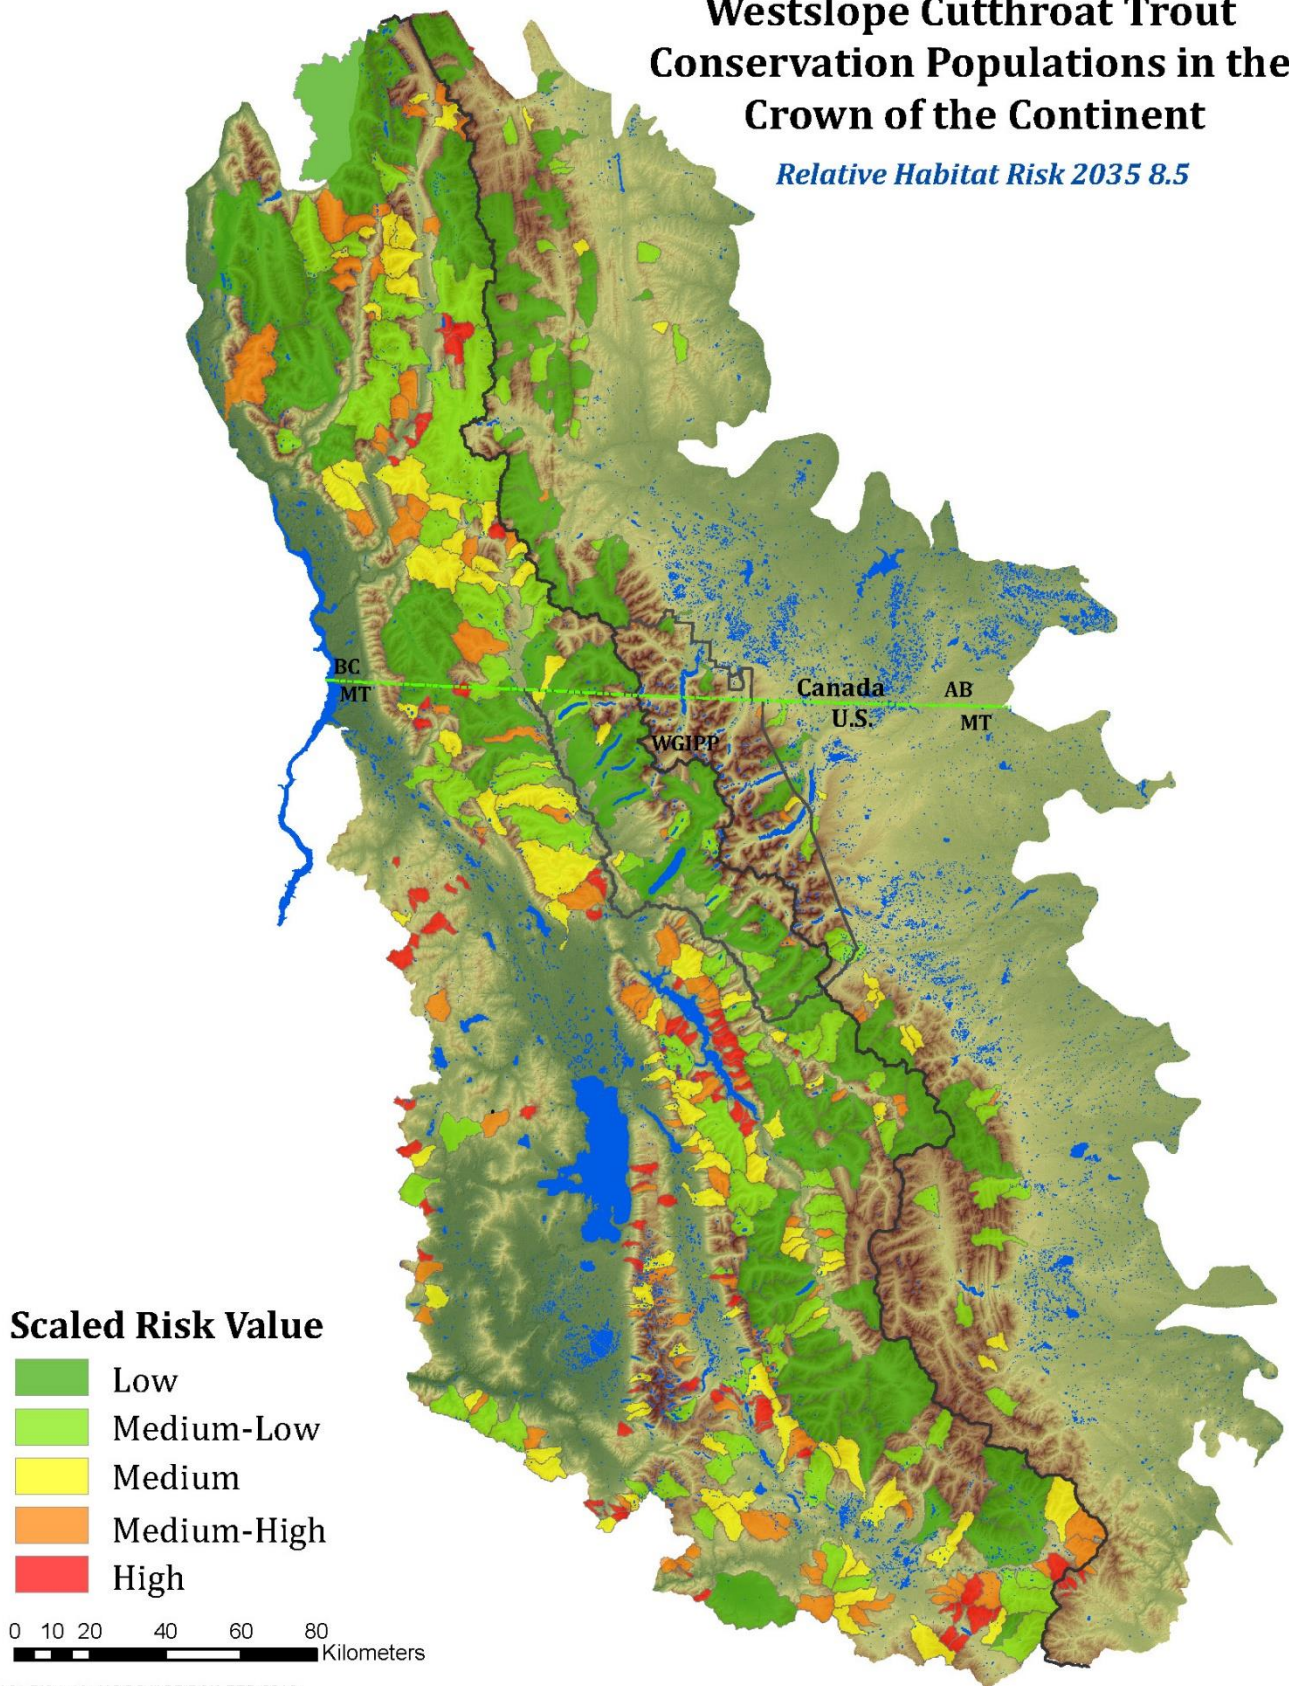 Westslope Cutthroat Trout
Conservation Populations in the
Crown of the Continent
Relative Habitat Risk 2035 8.5
BC
MT
Canada
U.S.
AB
MT
WGIPP
Scaled Risk Value
Low
Medium-Low
Medium
Medium-High
High
0 10 20 40 60 80
Kilometers